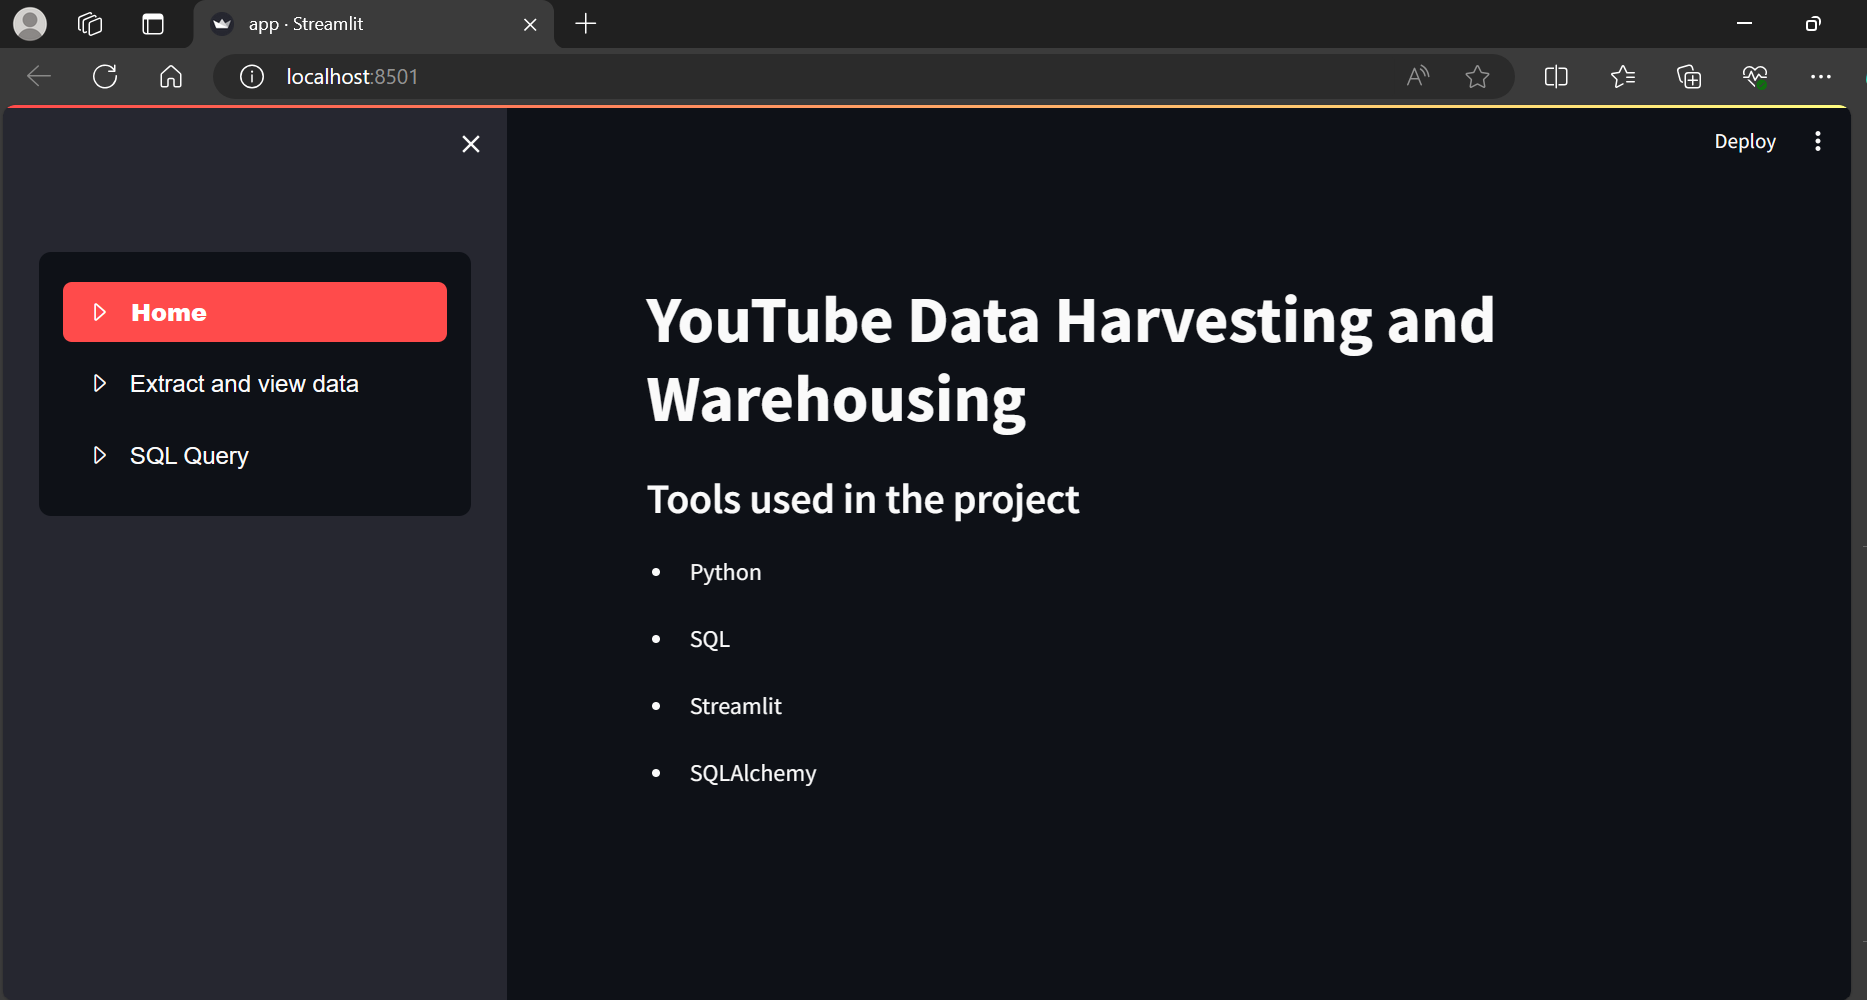 app · Streamlit
localhost:8501
Deploy
Home
Extract and view data
SQL Query
YouTube Data Harvesting and
Warehousing
Tools used in the project
• Python
• SQL
• Streamlit
• SQLAlchemy